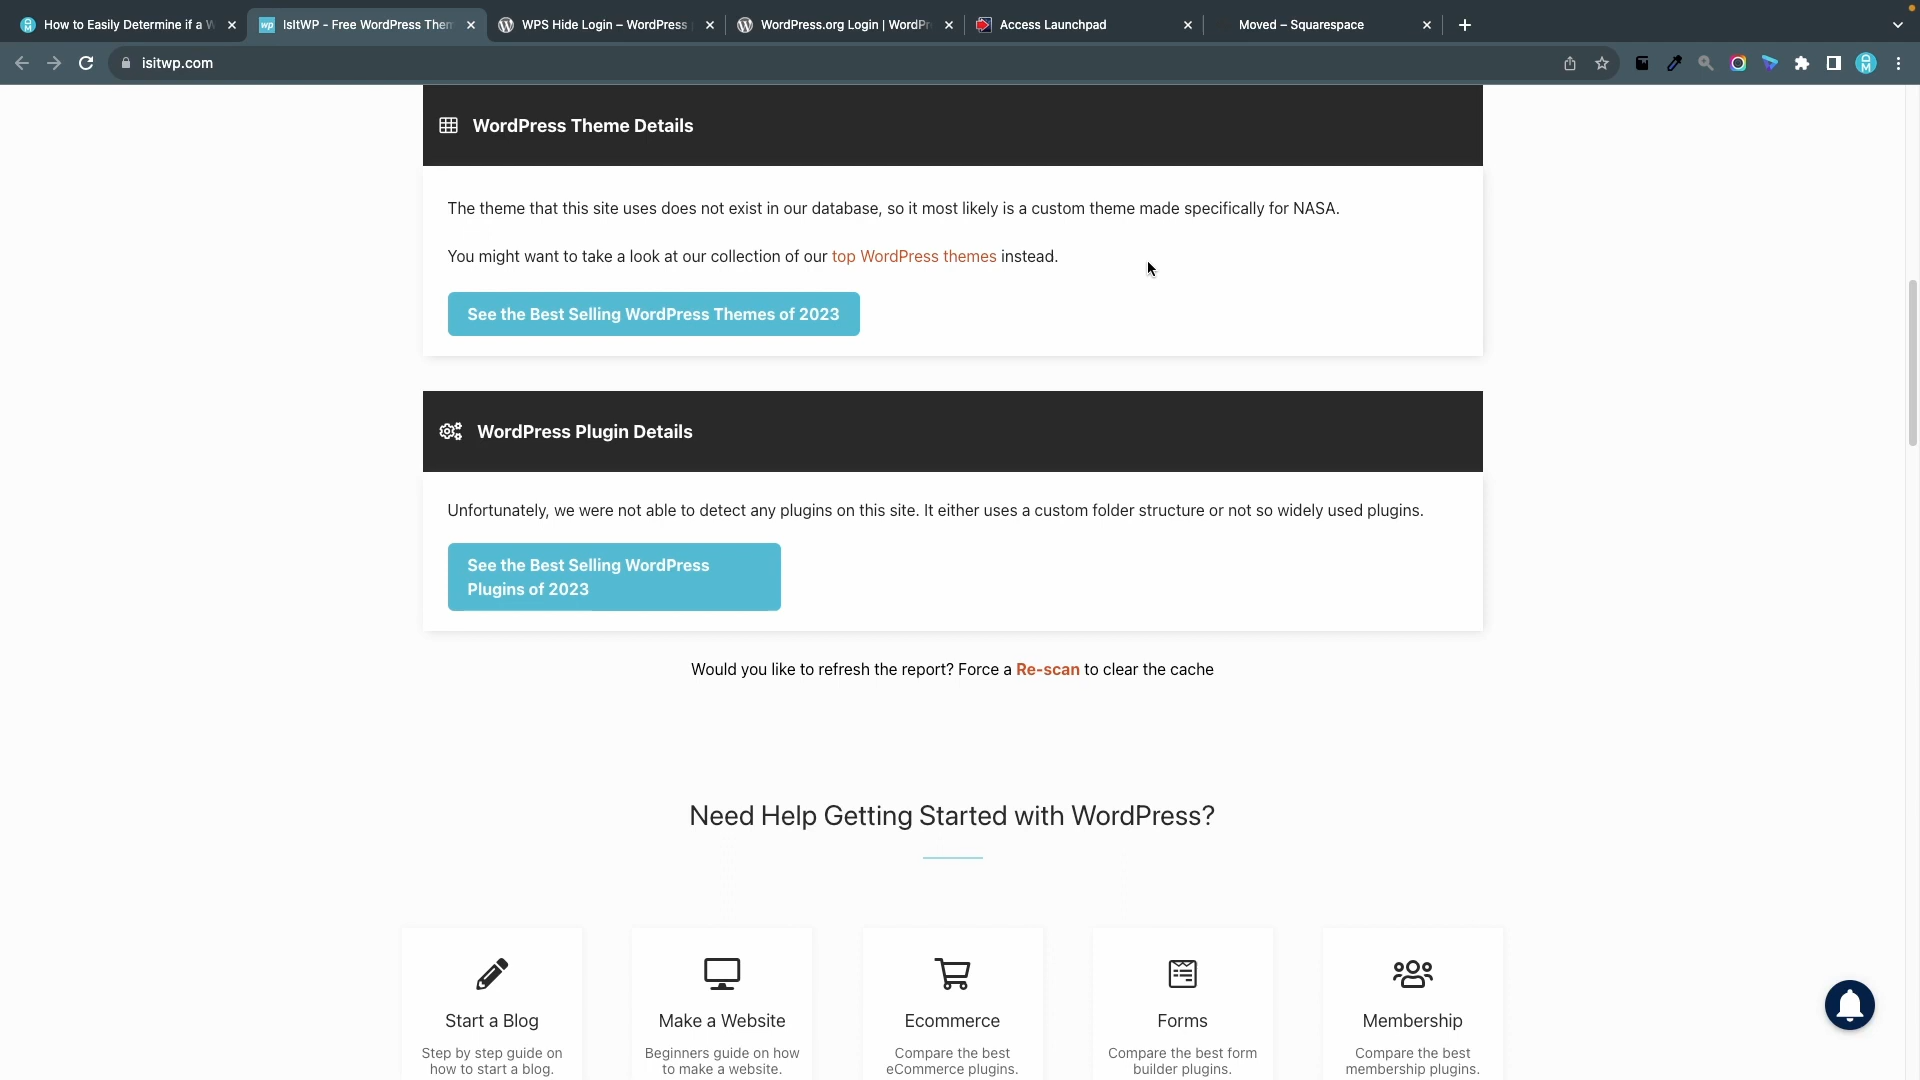 How to Easily Determine if a W
IsItWP - Free WordPress Them
WPS Hide Login – WordPress
WordPress.org Login | WordPr
Access Launchpad
Moved – Squarespace
isitwp.com
WordPress Theme Details
The theme that this site uses does not exist in our database, so it most likely is a custom theme made specifically for NASA.
You might want to take a look at our collection of our top WordPress themes instead.
See the Best Selling WordPress Themes of 2023
WordPress Plugin Details
Unfortunately, we were not able to detect any plugins on this site. It either uses a custom folder structure or not so widely used plugins.
See the Best Selling WordPress
Plugins of 2023
Would you like to refresh the report? Force a Re-scan to clear the cache
Need Help Getting Started with WordPress?
Start a Blog
Step by step guide on
how to start a blog.
Make a Website
Beginners guide on how
to make a website.
Ecommerce
Compare the best
eCommerce plugins.
Forms
Compare the best form
builder plugins.
Membership
Compare the best
membership plugins.